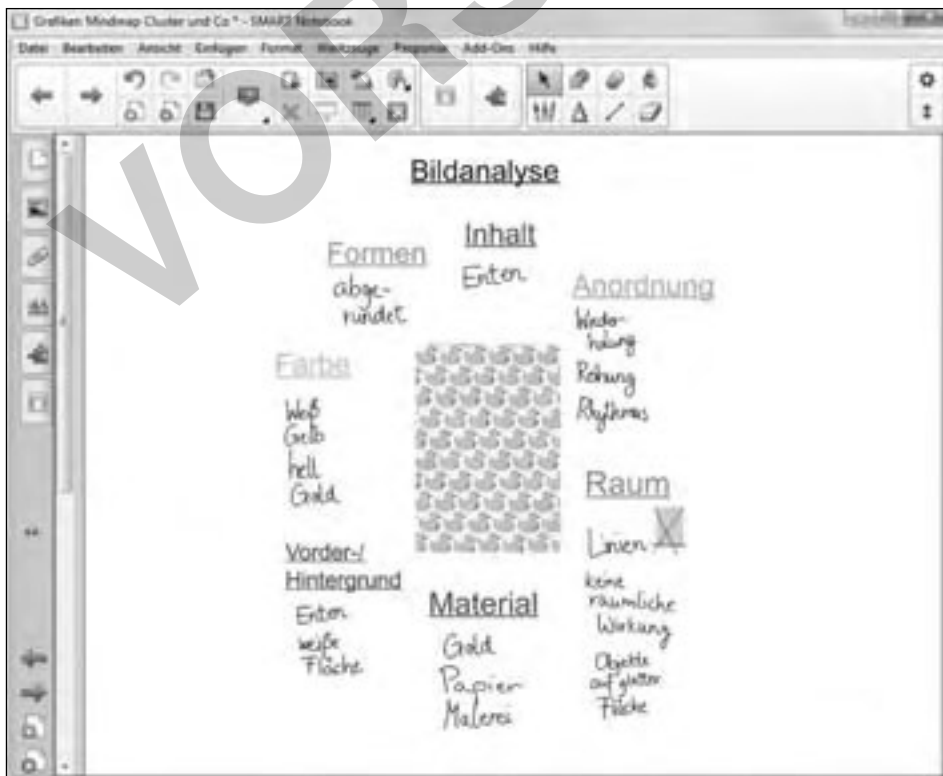 Grafiken Mindmap Cluster und Co * - SMART Notebook
Datei Bearbeiten Ansicht Einfügen Format Werkzeuge Response Add-Ons Hilfe
VORS
Bildanalyse
Inhalt
Enten
Formen
abge-
rundet
Anordnung
Wieder-
holung
Reihung
Rhythmus
Farbe
Weiß
Gelb
hell
Gold
Raum
Linien
keine
räumliche
Wirkung
Objekte
auf glatter
Fläche
Vorder-/
Hintergrund
Enten
weiße
Fläche
Material
Gold
Papier
Malerei